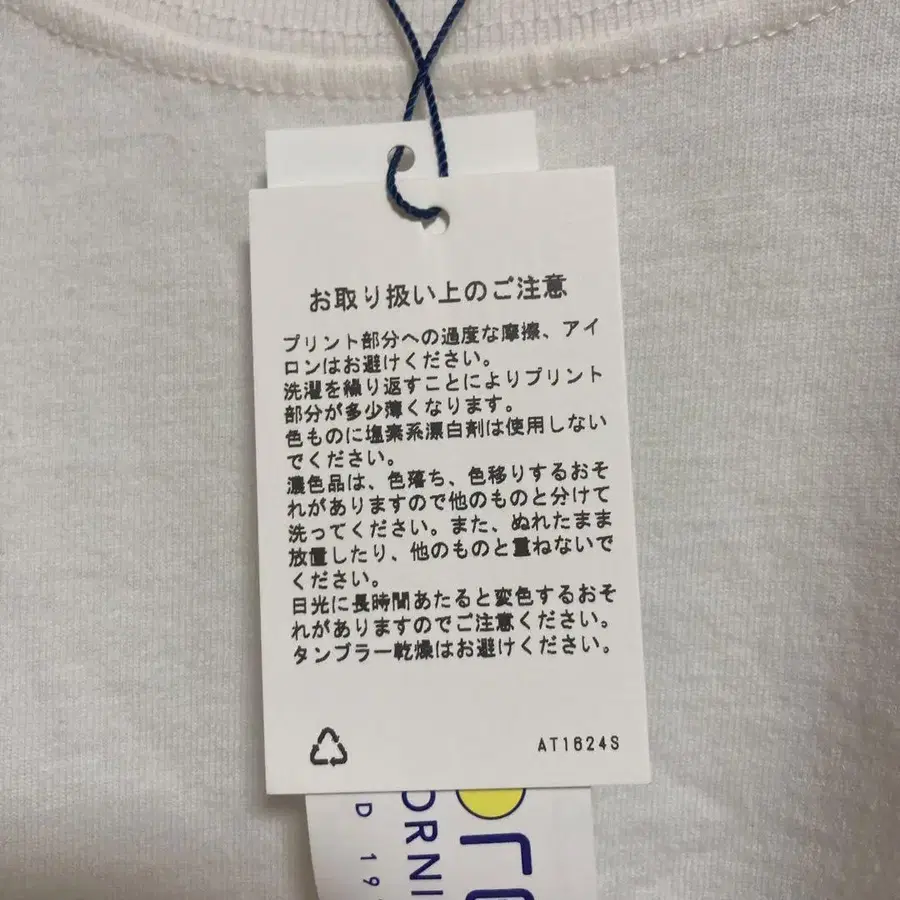 お取り扱い上のご注意
プリント部分への過度な摩擦、アイ
ロンはお避けください。
洗濯を繰り返すことによりプリント
部分が多少薄くなります。
色ものに塩素系漂白剤は使用しない
でください。
濃色品は、色落ち、色移りするおそ
れがありますので他のものと分けて
洗ってください。また、ぬれたまま
放置したり、他のものと重ねないで
ください。
日光に長時間あたると変色するおそ
れがありますのでご注意ください。
タンブラー乾燥はお避けください。
AT1624S
ORNI
D 19